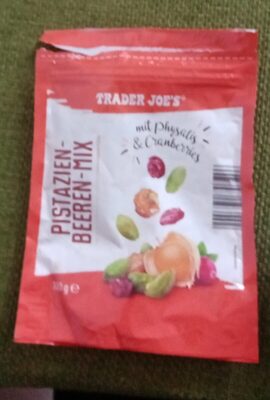 TRADER JOE'S®
mit Physalis
& Cranberries
PISTAZIEN-
BEEREN-MIX
℮